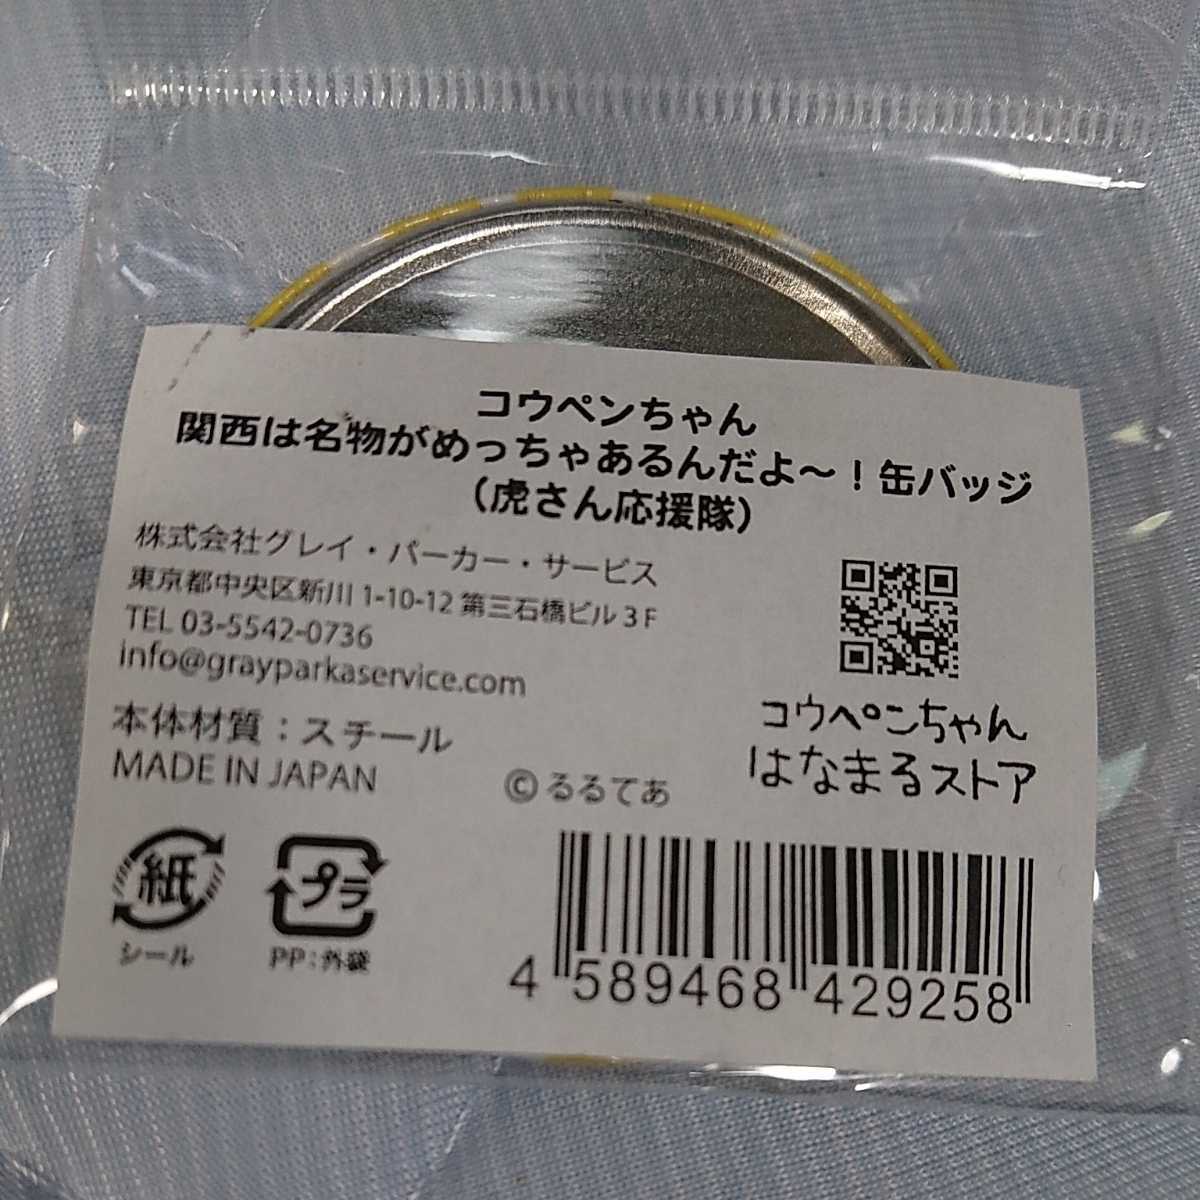 コウペンちゃん
関西は名物がめっちゃあるんだよ～！缶バッジ
（虎さん応援隊）
株式会社グレイ・パーカー・サービス
東京都中央区新川 1-10-12 第三石橋ビル 3 F
TEL 03-5542-0736
info@grayparkaservice.com
本体材質：スチール
MADE IN JAPAN
© るるてあ
コウペンちゃん
はなまるストア
紙
シール
プラ
PP：外袋
4 589468 429258